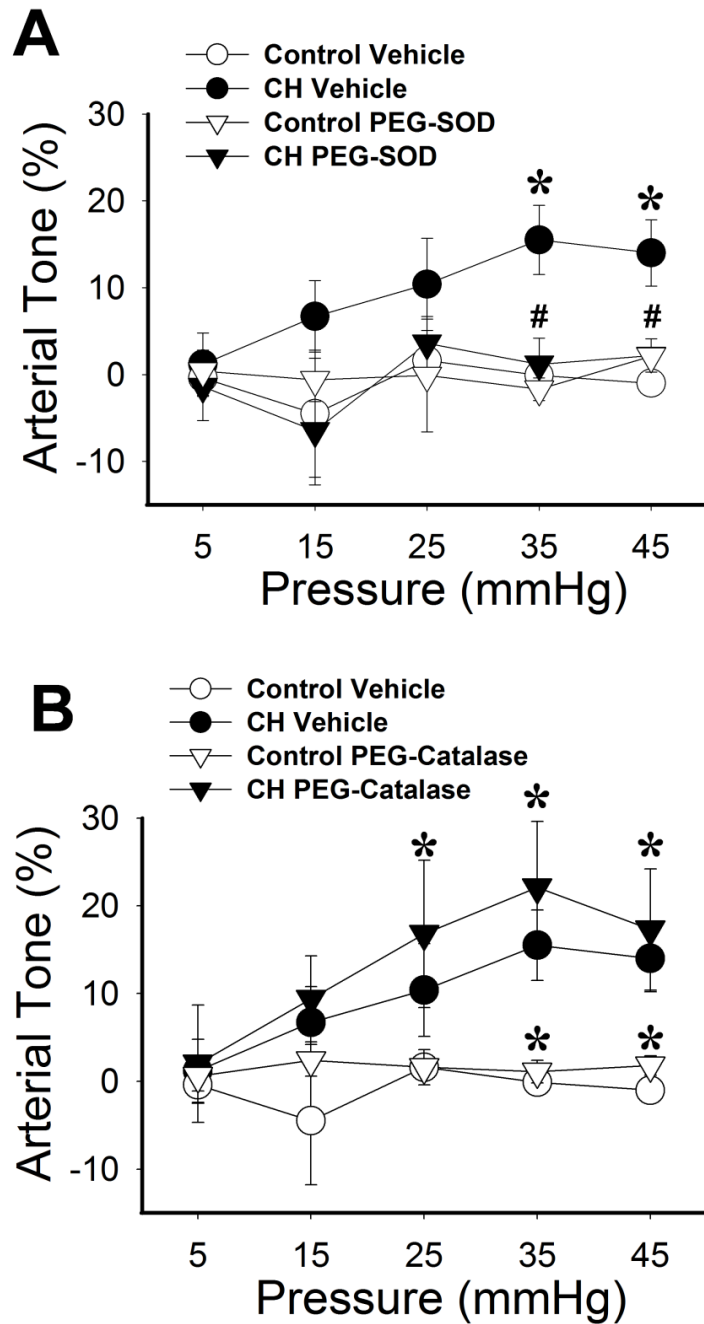 A
Control Vehicle
CH Vehicle
Control PEG-SOD
CH PEG-SOD
30
20
10
0
-10
Arterial Tone (%)
* *
# #
5 15 25 35 45
Pressure (mmHg)
B
Control Vehicle
CH Vehicle
Control PEG-Catalase
CH PEG-Catalase
30
20
10
0
-10
Arterial Tone (%)
* * *
* *
5 15 25 35 45
Pressure (mmHg)